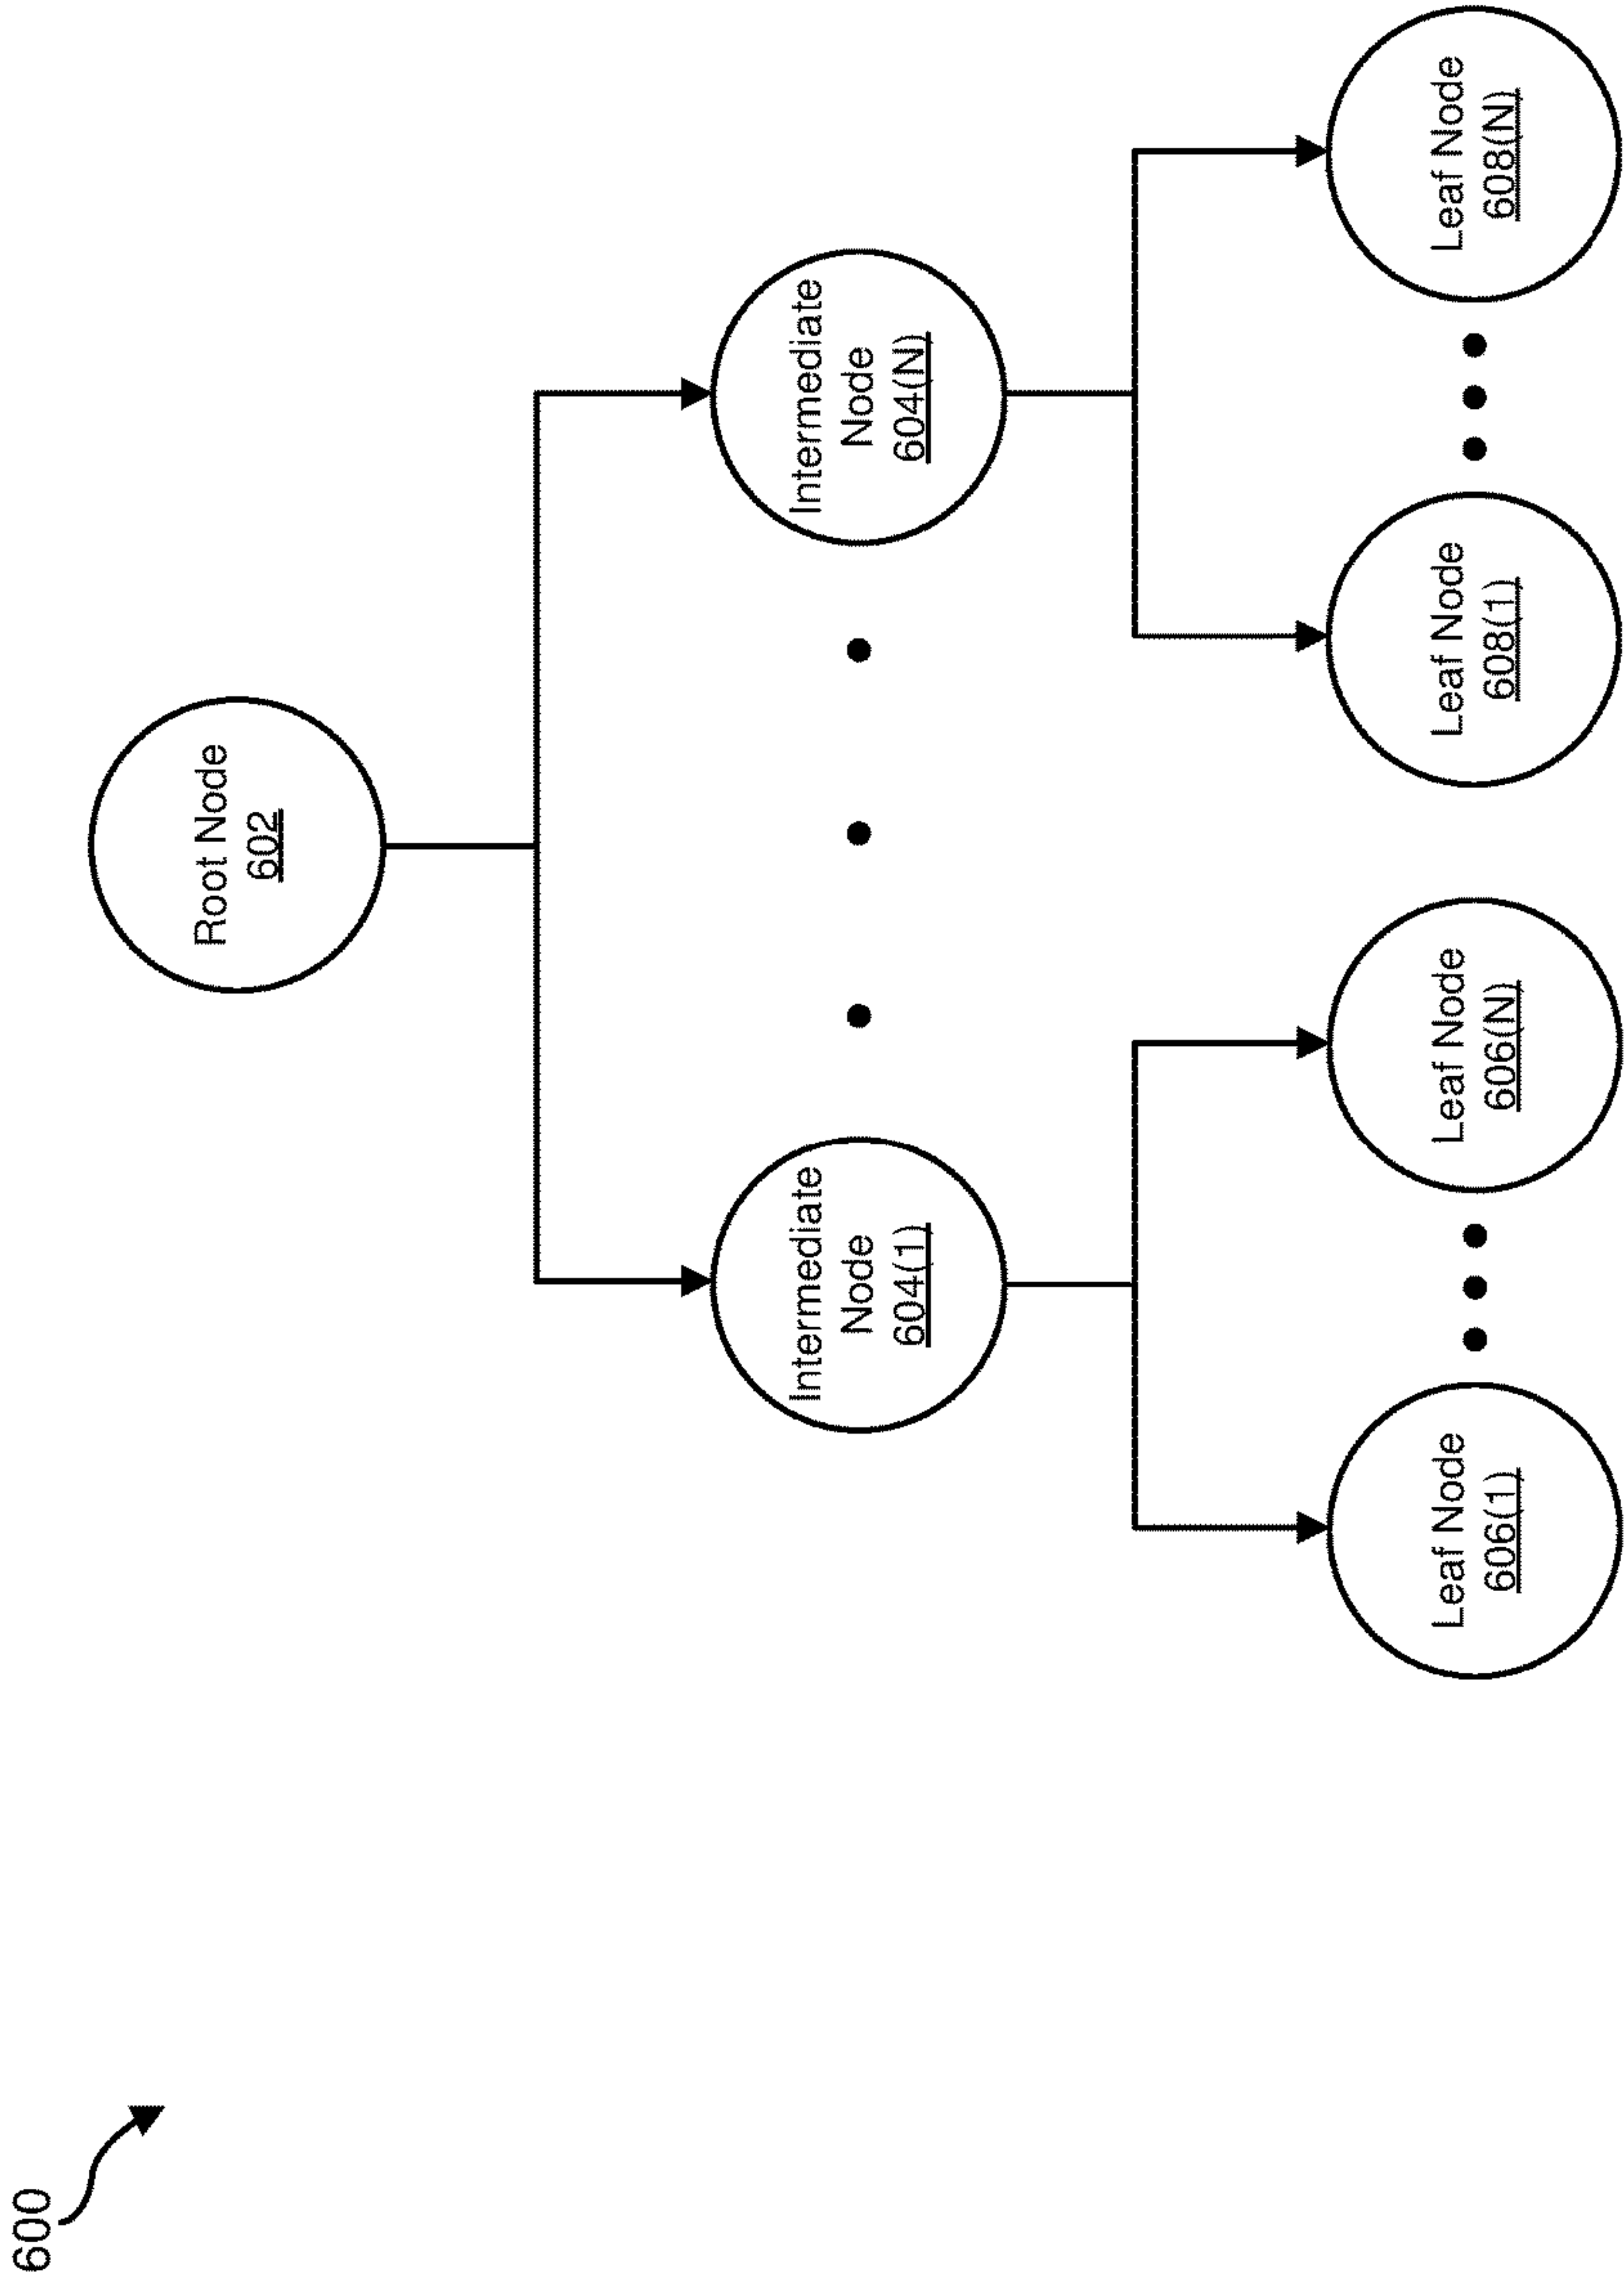 600
Root Node
602
Intermediate
Node
604(1)
Intermediate
Node
604(N)
Leaf Node
606(1)
Leaf Node
606(N)
Leaf Node
608(1)
Leaf Node
608(N)